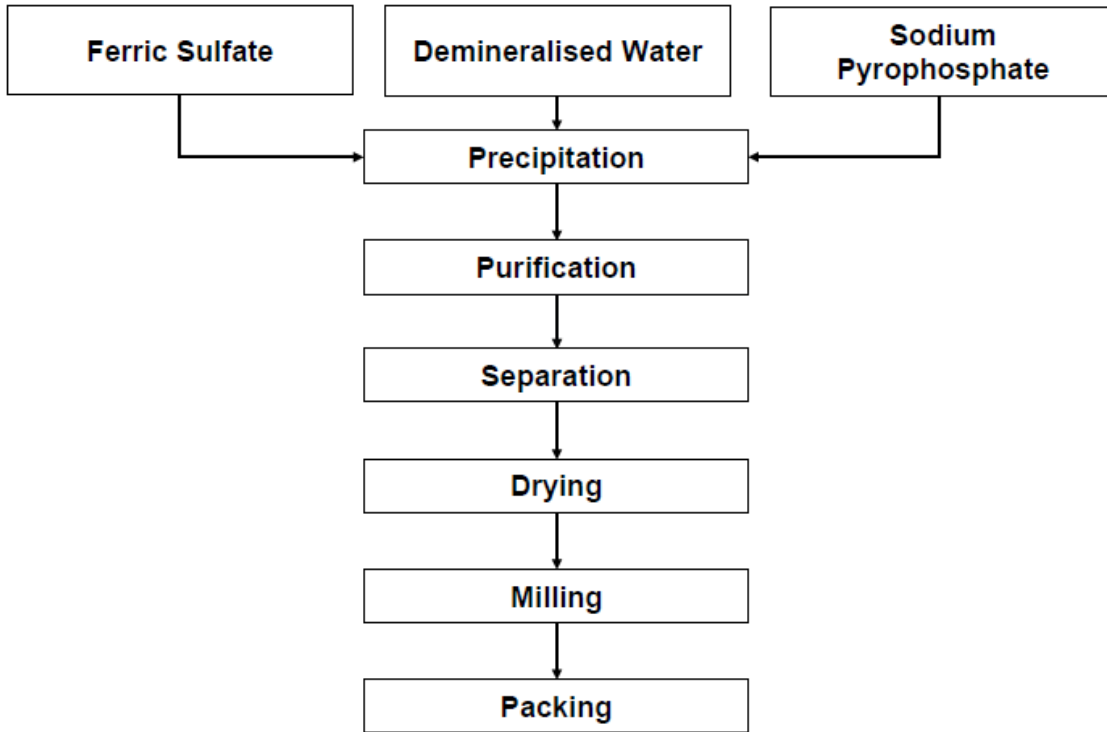 Ferric Sulfate
Demineralised Water
Sodium
Pyrophosphate
Precipitation
Purification
Separation
Drying
Milling
Packing